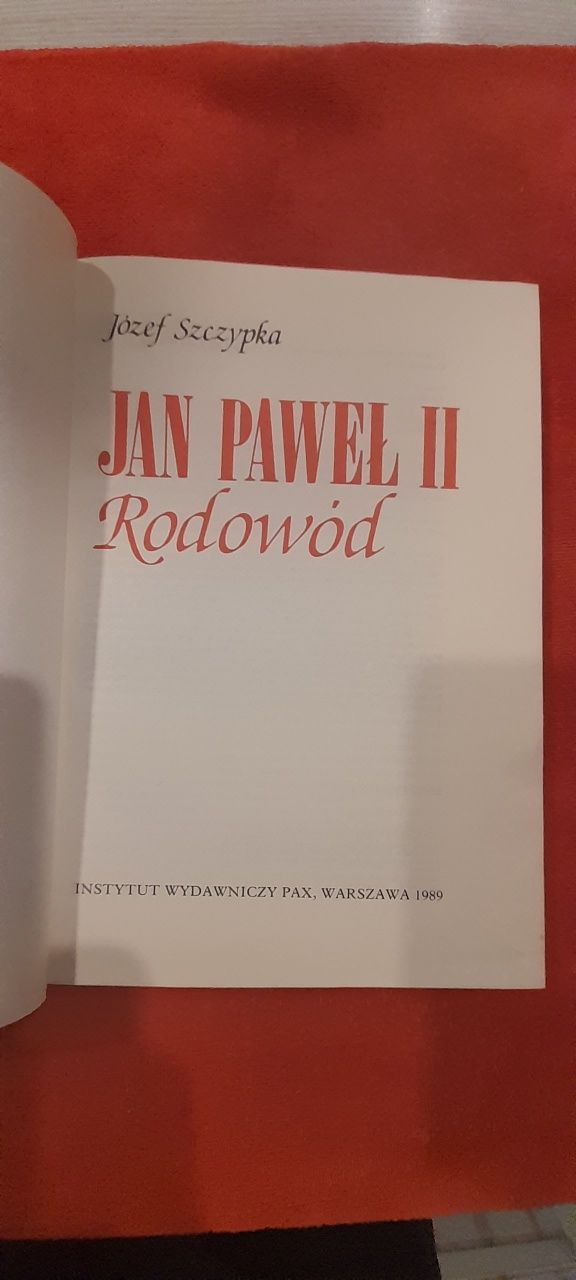 Józef Szczypka
JAN PAWEŁ II
Rodowód
INSTYTUT WYDAWNICZY PAX, WARSZAWA 1989